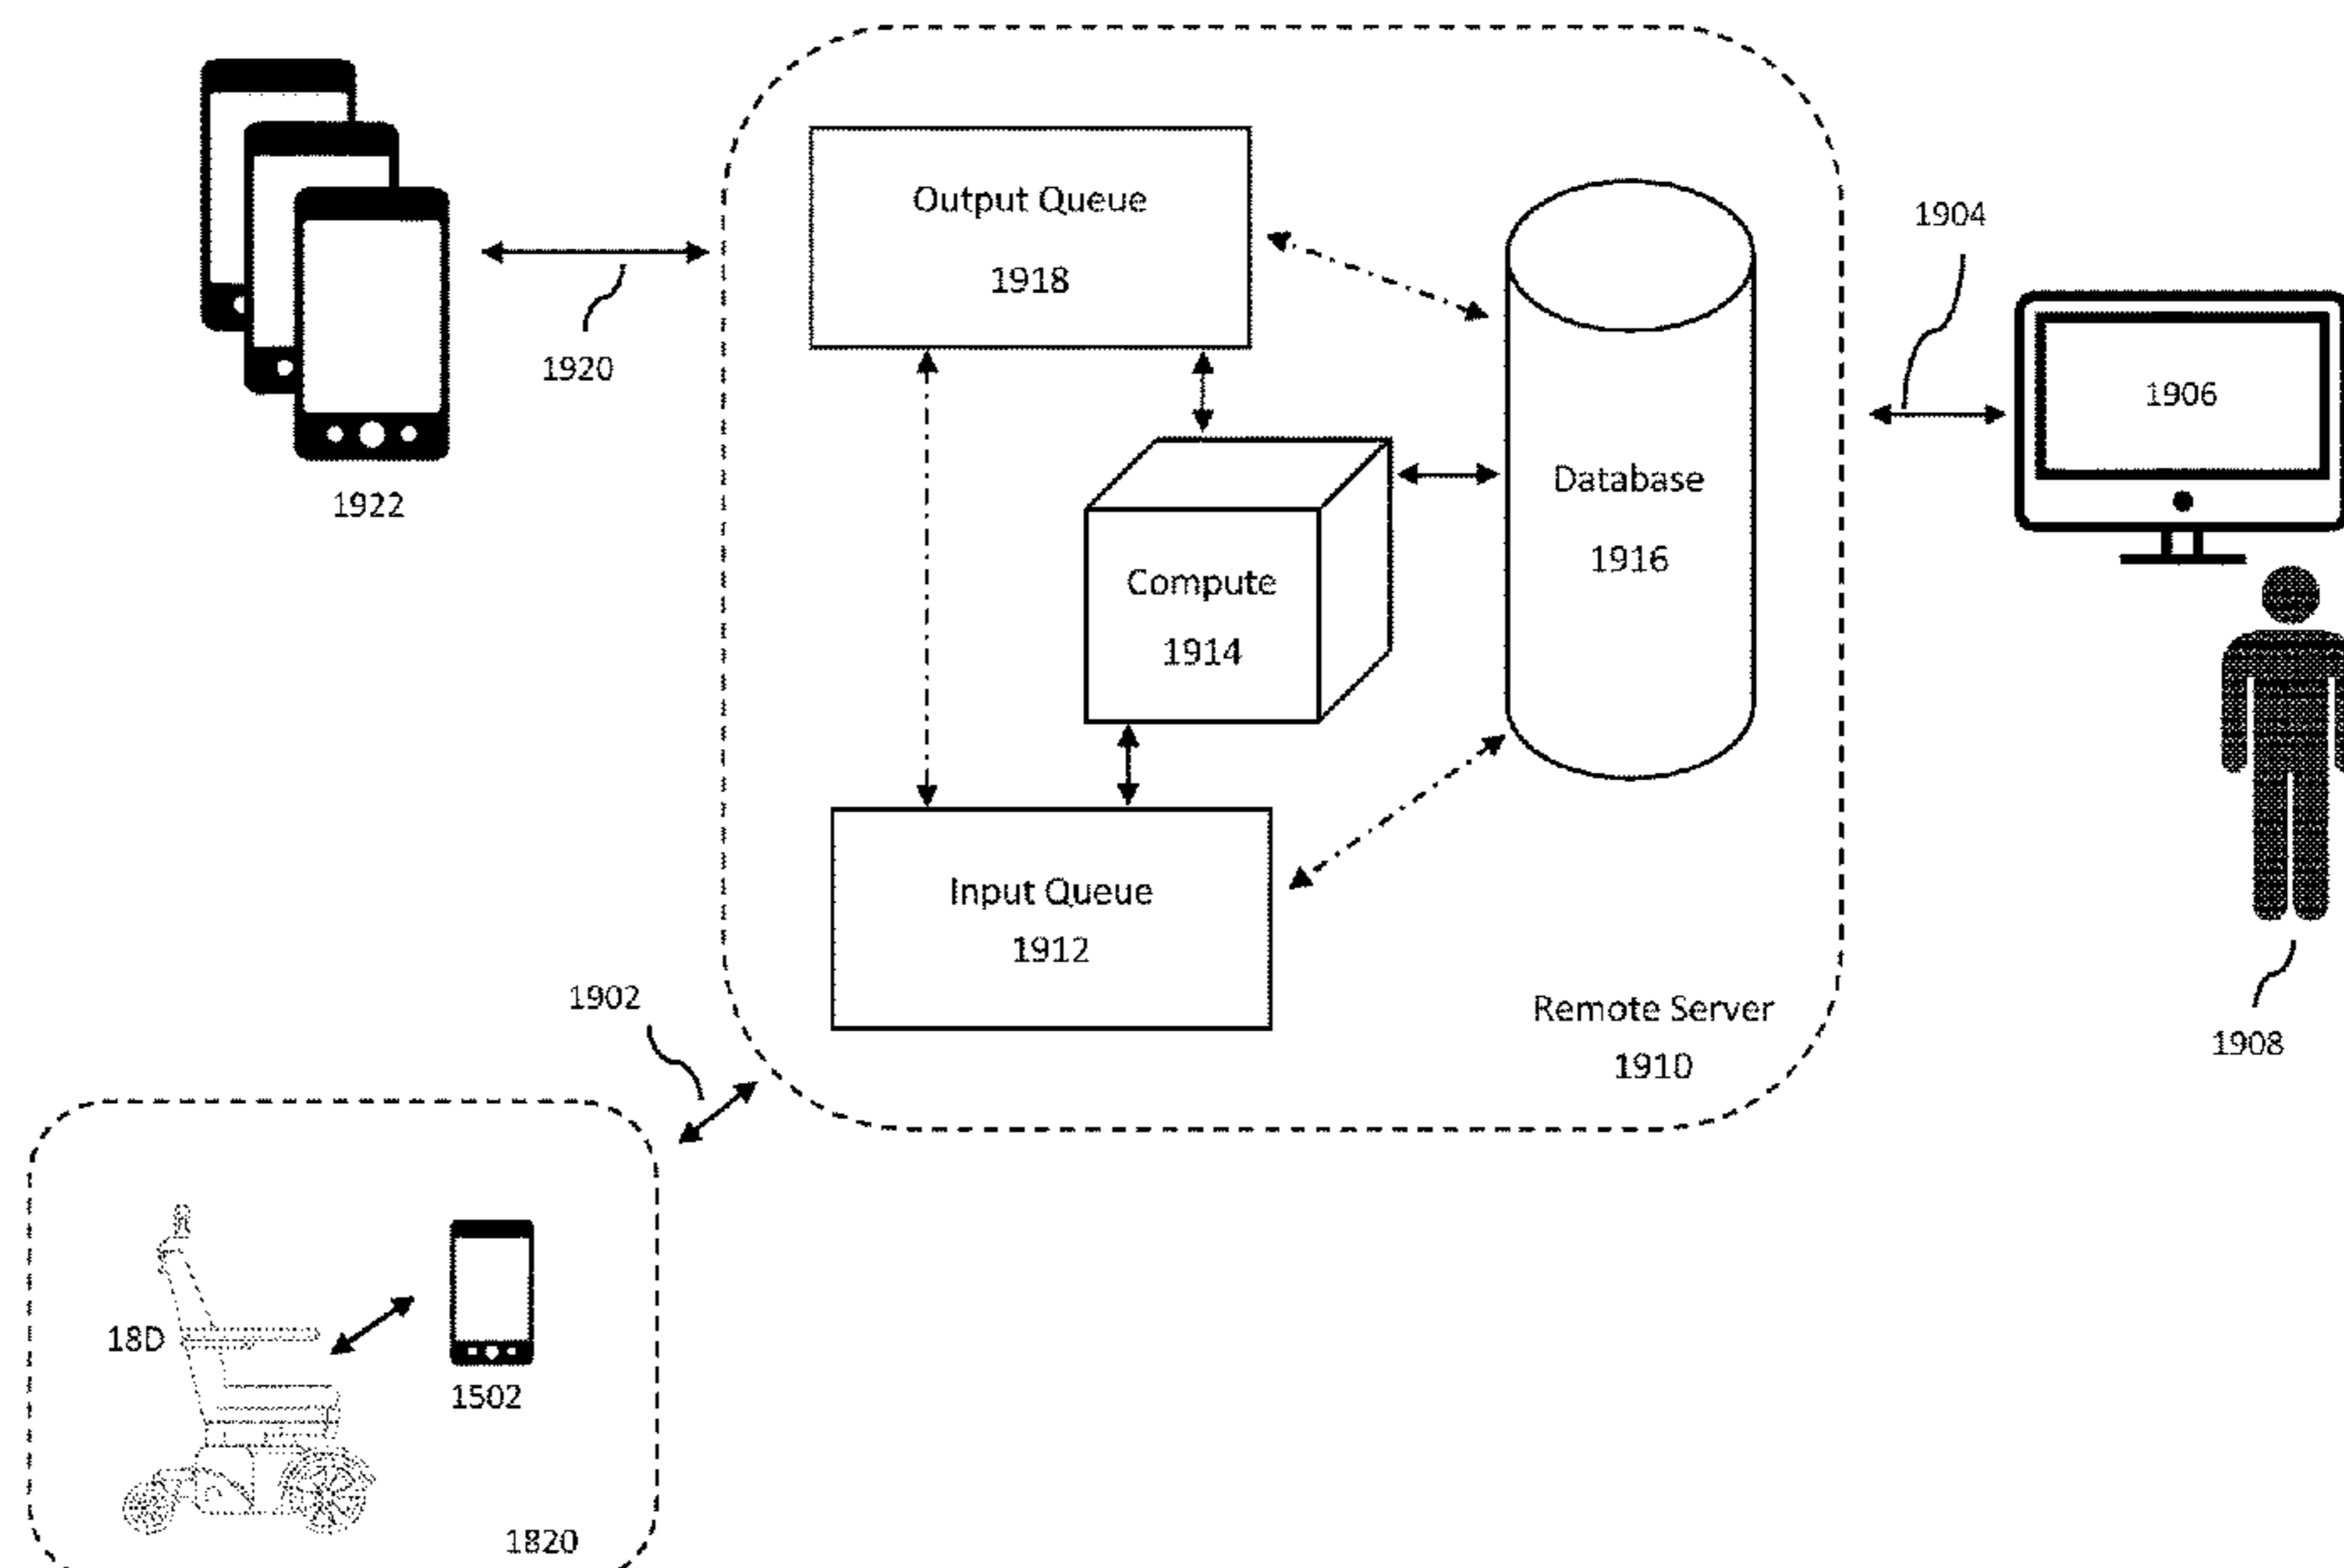 Output Queue
1918
1904
1920
1906
1922
Database
1916
Compute
1914
Input Queue
1912
1902
Remote Server
1910
1908
18D
1502
1820